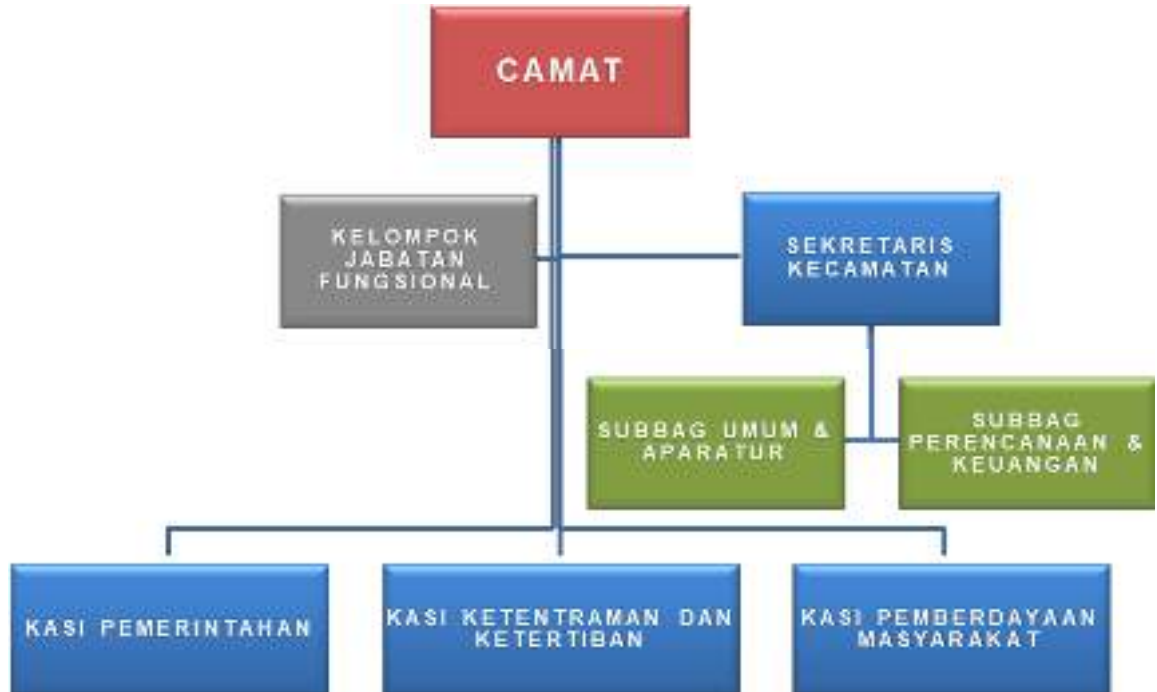 CAMAT
KELOMPOK
JABATAN
FUNGSIONAL
SEKRETARIS
KECAMATAN
SUBBAG UMUM &
APARATUR
SUBBAG
PERENCANAAN &
KEUANGAN
KASI PEMERINTAHAN
KASI KETENTRAMAN DAN
KETERTIBAN
KASI PEMBERDAYAAN
MASYARAKAT